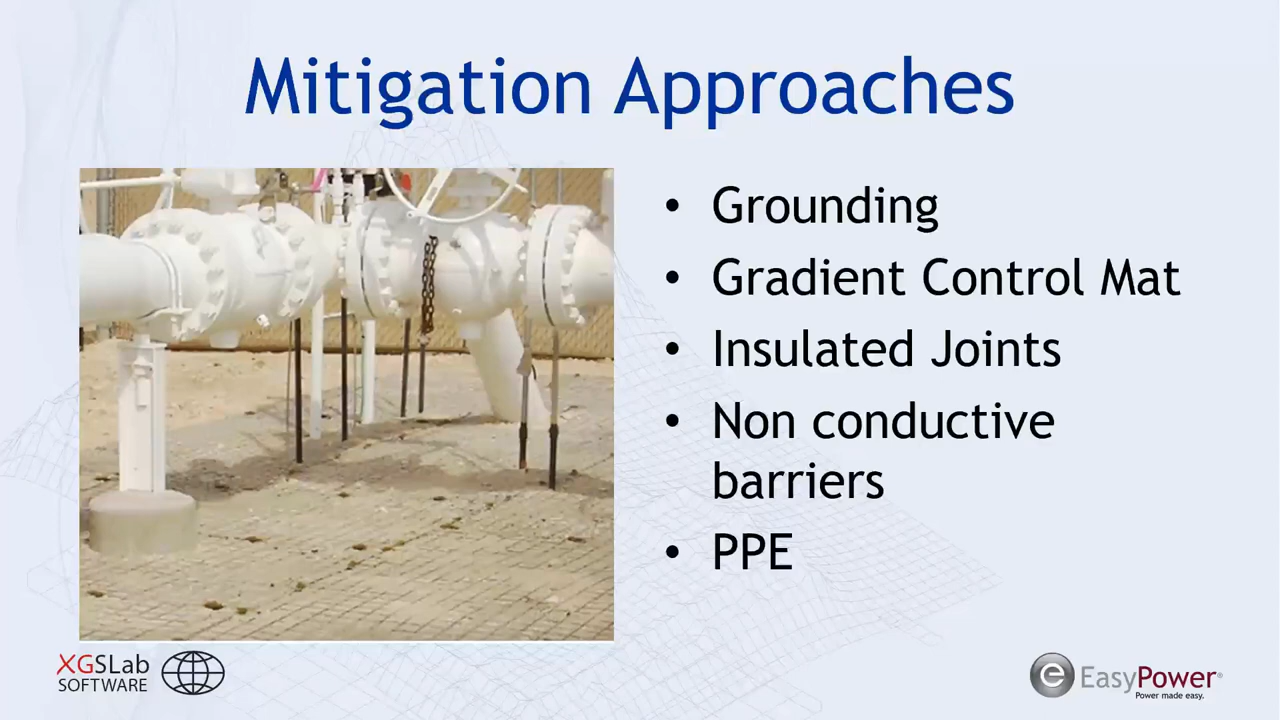 Mitigation Approaches
• Grounding
• Gradient Control Mat
• Insulated Joints
• Non conductive
barriers
• PPE
XGSLab
SOFTWARE
e
EasyPower®
Power made easy.